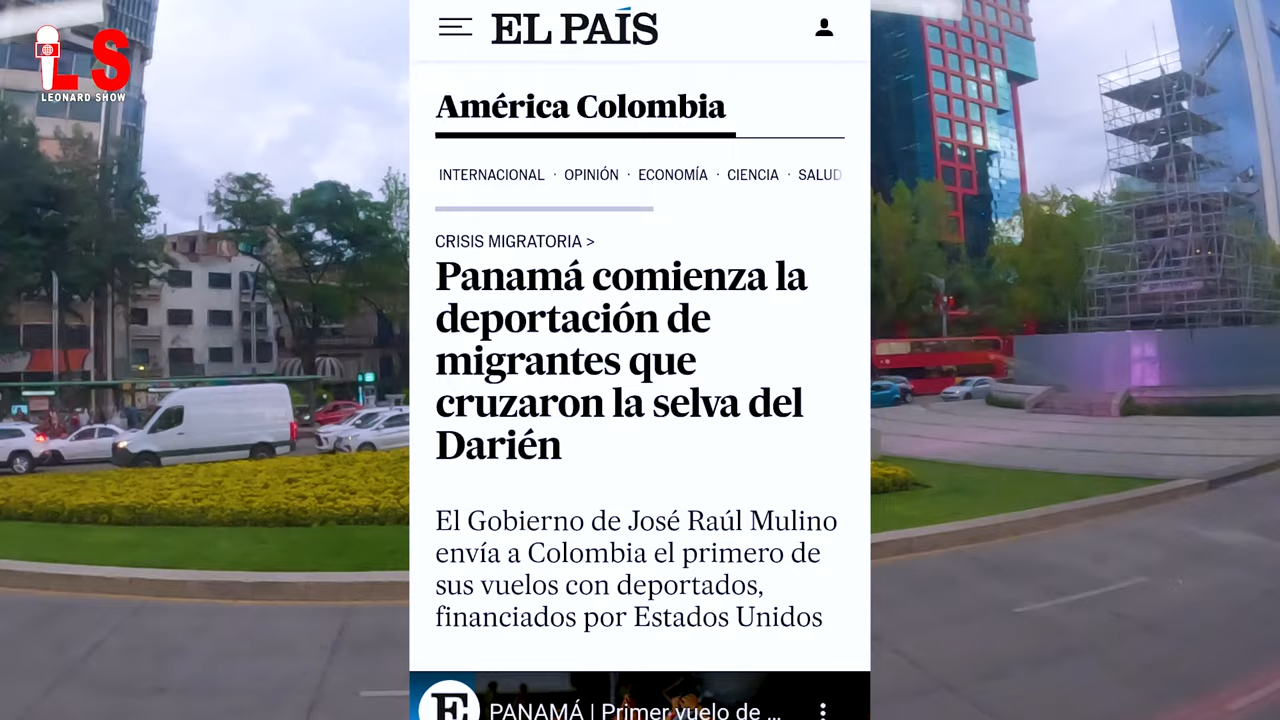 LS
LEONARD SHOW
EL PAÍS
América Colombia
INTERNACIONAL · OPINIÓN · ECONOMÍA · CIENCIA · SALUD
CRISIS MIGRATORIA >
Panamá comienza la
deportación de
migrantes que
cruzaron la selva del
Darién
El Gobierno de José Raúl Mulino
envía a Colombia el primero de
sus vuelos con deportados,
financiados por Estados Unidos
E
PANAMÁ | Primer vuelo de ...